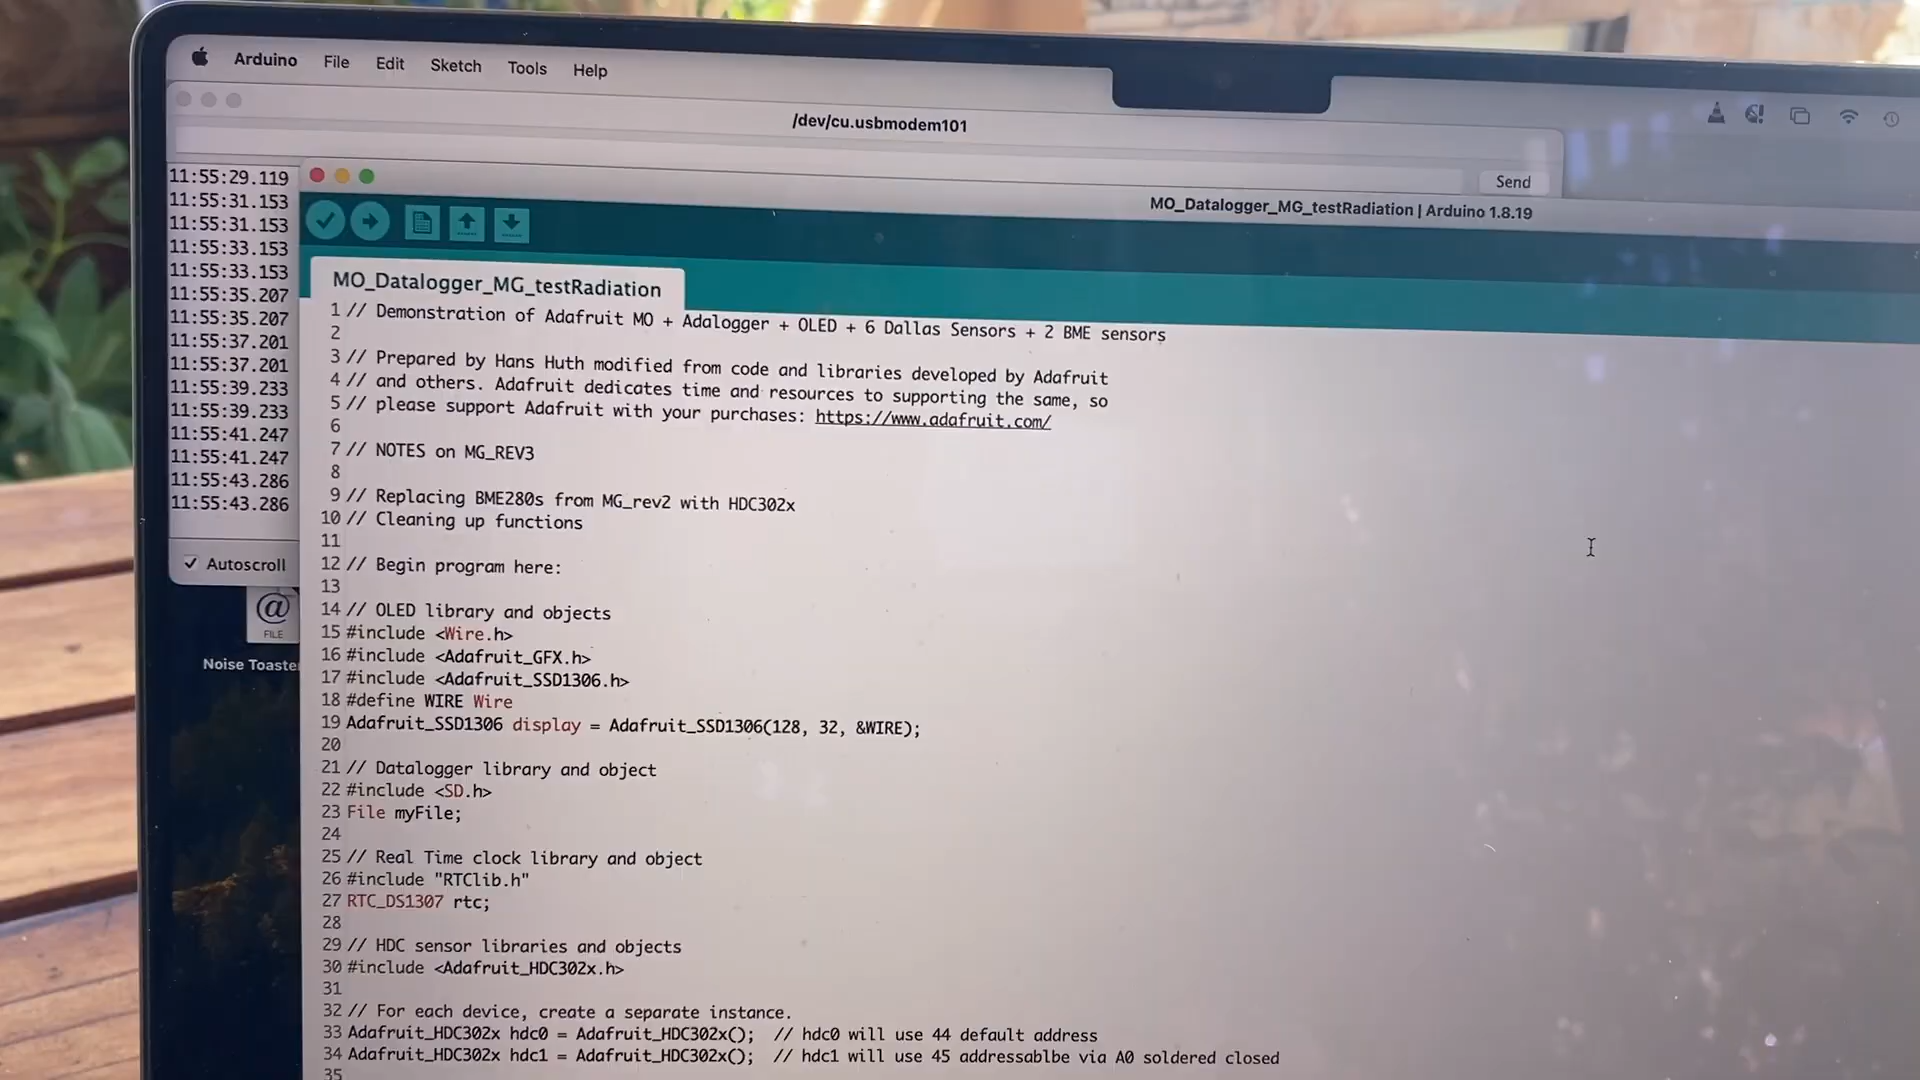 Arduino File Edit Sketch Tools Help
/dev/cu.usbmodem101
Send
11:55:29.119
11:55:31.153
11:55:31.153
11:55:33.153
11:55:33.153
11:55:35.207
11:55:35.207
11:55:37.201
11:55:37.201
11:55:39.233
11:55:39.233
11:55:41.247
11:55:41.247
11:55:43.286
11:55:43.286
Autoscroll
FILE
Noise Toaste
MO_Datalogger_MG_testRadiation | Arduino 1.8.19
MO_Datalogger_MG_testRadiation
1 // Demonstration of Adafruit MO + Adalogger + OLED + 6 Dallas Sensors + 2 BME sensors
2
3 // Prepared by Hans Huth modified from code and libraries developed by Adafruit
4 // and others. Adafruit dedicates time and resources to supporting the same, so
5 // please support Adafruit with your purchases: https://www.adafruit.com/
6
7 // NOTES on MG_REV3
8
9 // Replacing BME280s from MG_rev2 with HDC302x
10 // Cleaning up functions
11
12 // Begin program here:
13
14 // OLED library and objects
15 #include <Wire.h>
16 #include <Adafruit_GFX.h>
17 #include <Adafruit_SSD1306.h>
18 #define WIRE Wire
19 Adafruit_SSD1306 display = Adafruit_SSD1306(128, 32, &WIRE);
20
21 // Datalogger library and object
22 #include <SD.h>
23 File myFile;
24
25 // Real Time clock library and object
26 #include "RTClib.h"
27 RTC_DS1307 rtc;
28
29 // HDC sensor libraries and objects
30 #include <Adafruit_HDC302x.h>
31
32 // For each device, create a separate instance.
33 Adafruit_HDC302x hdc0 = Adafruit_HDC302x(); // hdc0 will use 44 default address
34 Adafruit_HDC302x hdc1 = Adafruit_HDC302x(); // hdc1 will use 45 addressablbe via A0 soldered closed
35